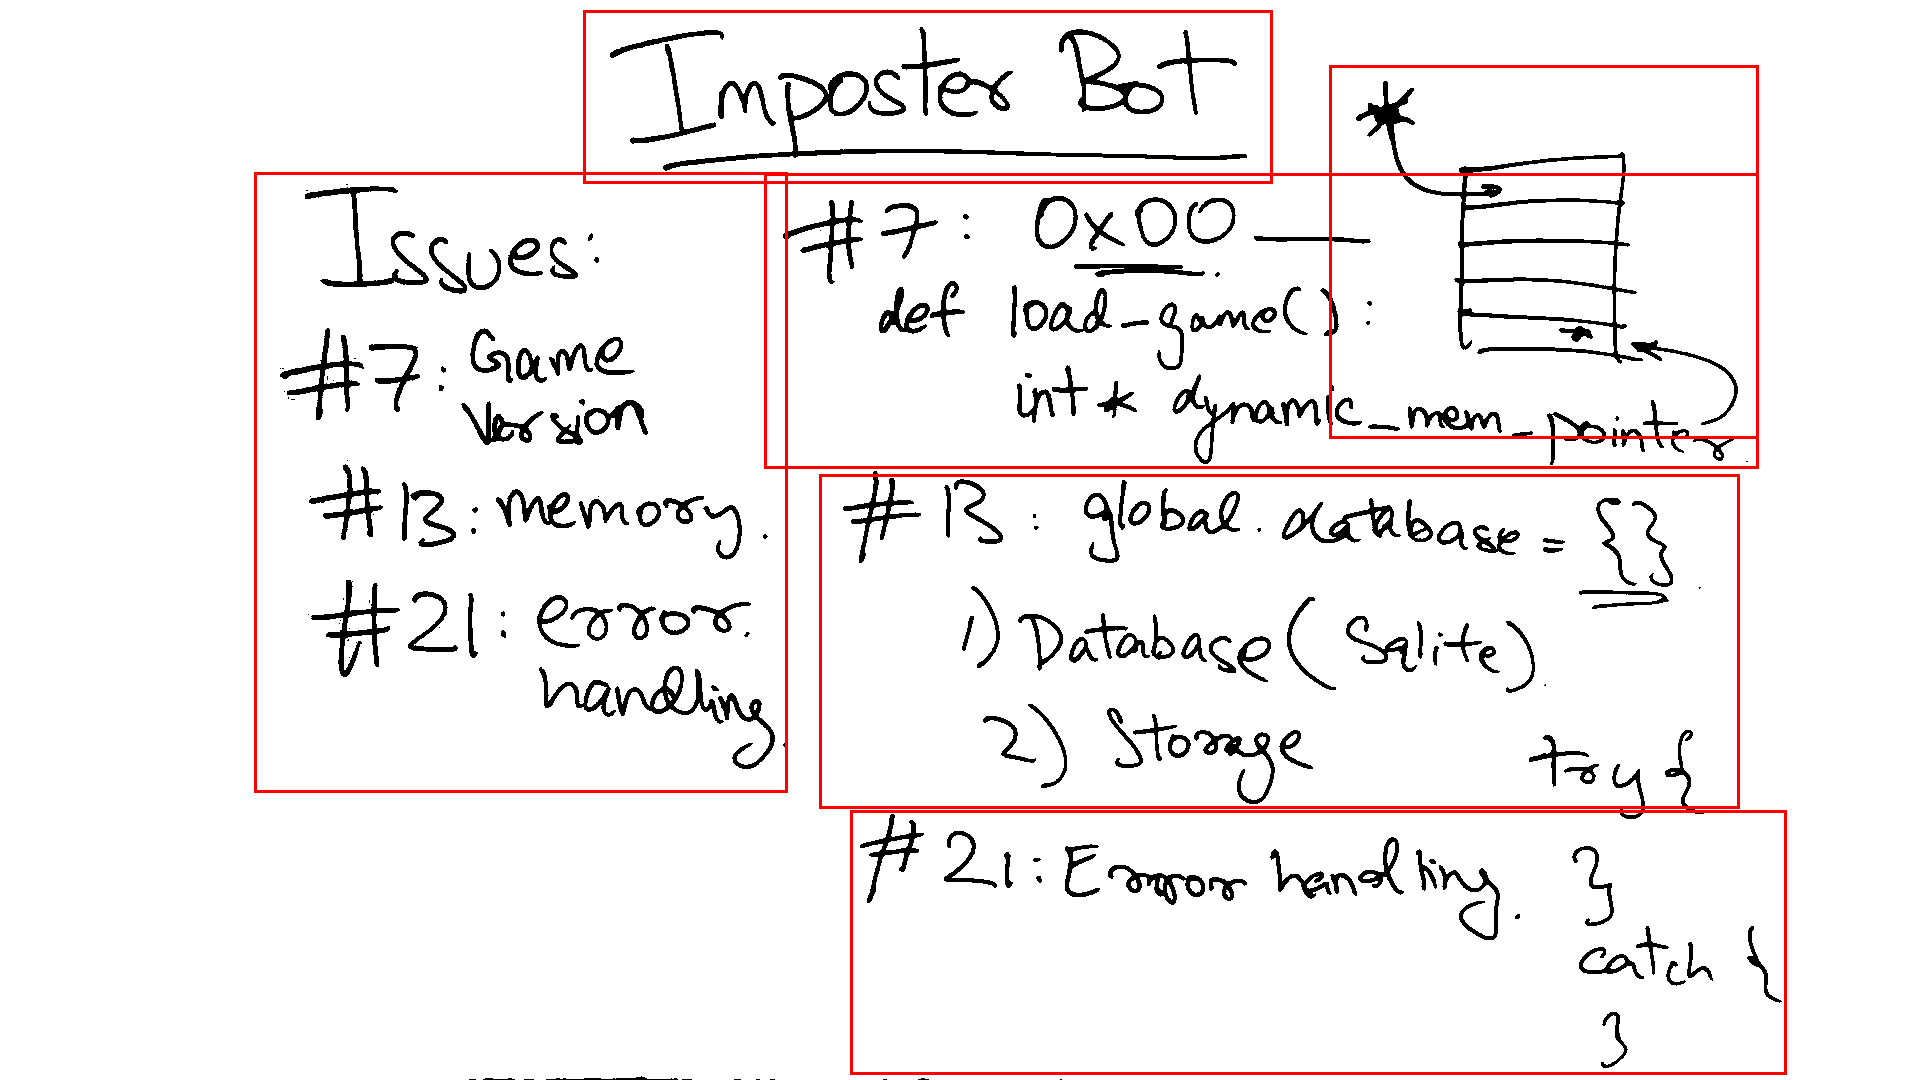 Imposter Bot
Issues:
#7: Game
version
#13: memory.
#21: error.
handling.
#7: 0x00
def load_game():
int * dynamic_mem_pointer
#13: global. database = {}
1) Database (Sqlite)
2) Storage
try {
#21: Error handling. }
catch {
}